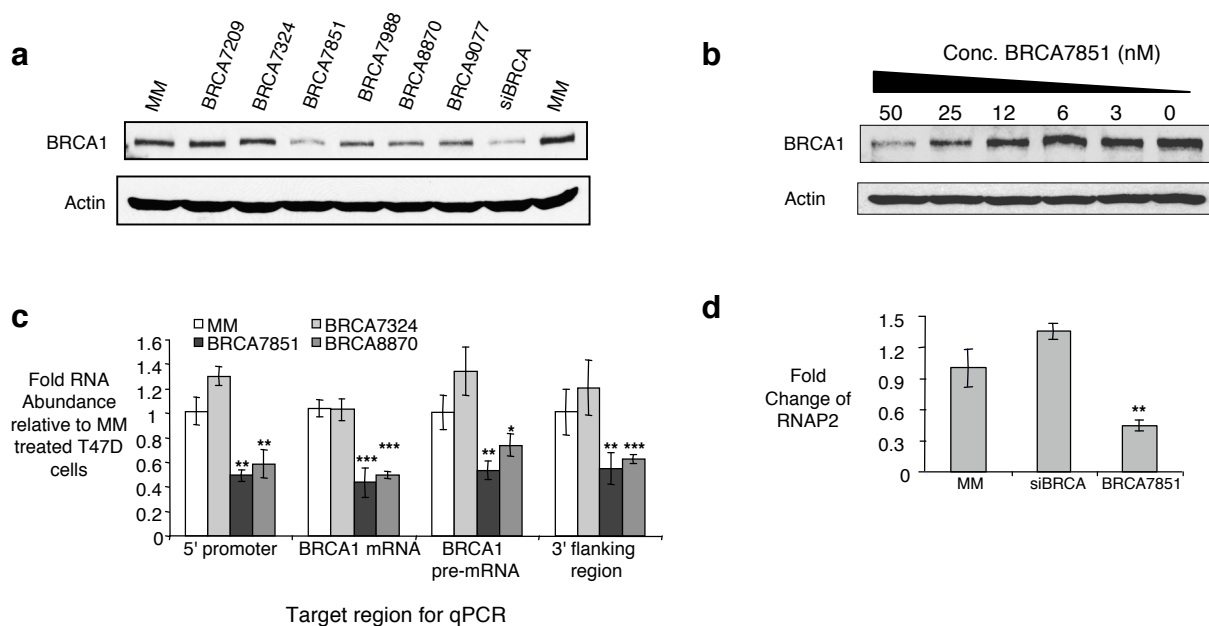 a
MM
BRCA7209
BRCA7324
BRCA7851
BRCA7988
BRCA8870
BRCA9077
siBRCA
MM
BRCA1
Actin
b
Conc. BRCA7851 (nM)
50 25 12 6 3 0
BRCA1
Actin
c
MM BRCA7324
BRCA7851 BRCA8870
Fold RNA
Abundance
relative to MM
treated T47D
cells
1.6
1.4
1.2
1
0.8
0.6
0.4
0.2
0
** **
*** ***
** *
** ***
5' promoter
BRCA1 mRNA
BRCA1
pre-mRNA
3' flanking
region
Target region for qPCR
d
Fold
Change of
RNAP2
1.5
1.2
0.9
0.6
0.3
0
**
MM siBRCA BRCA7851